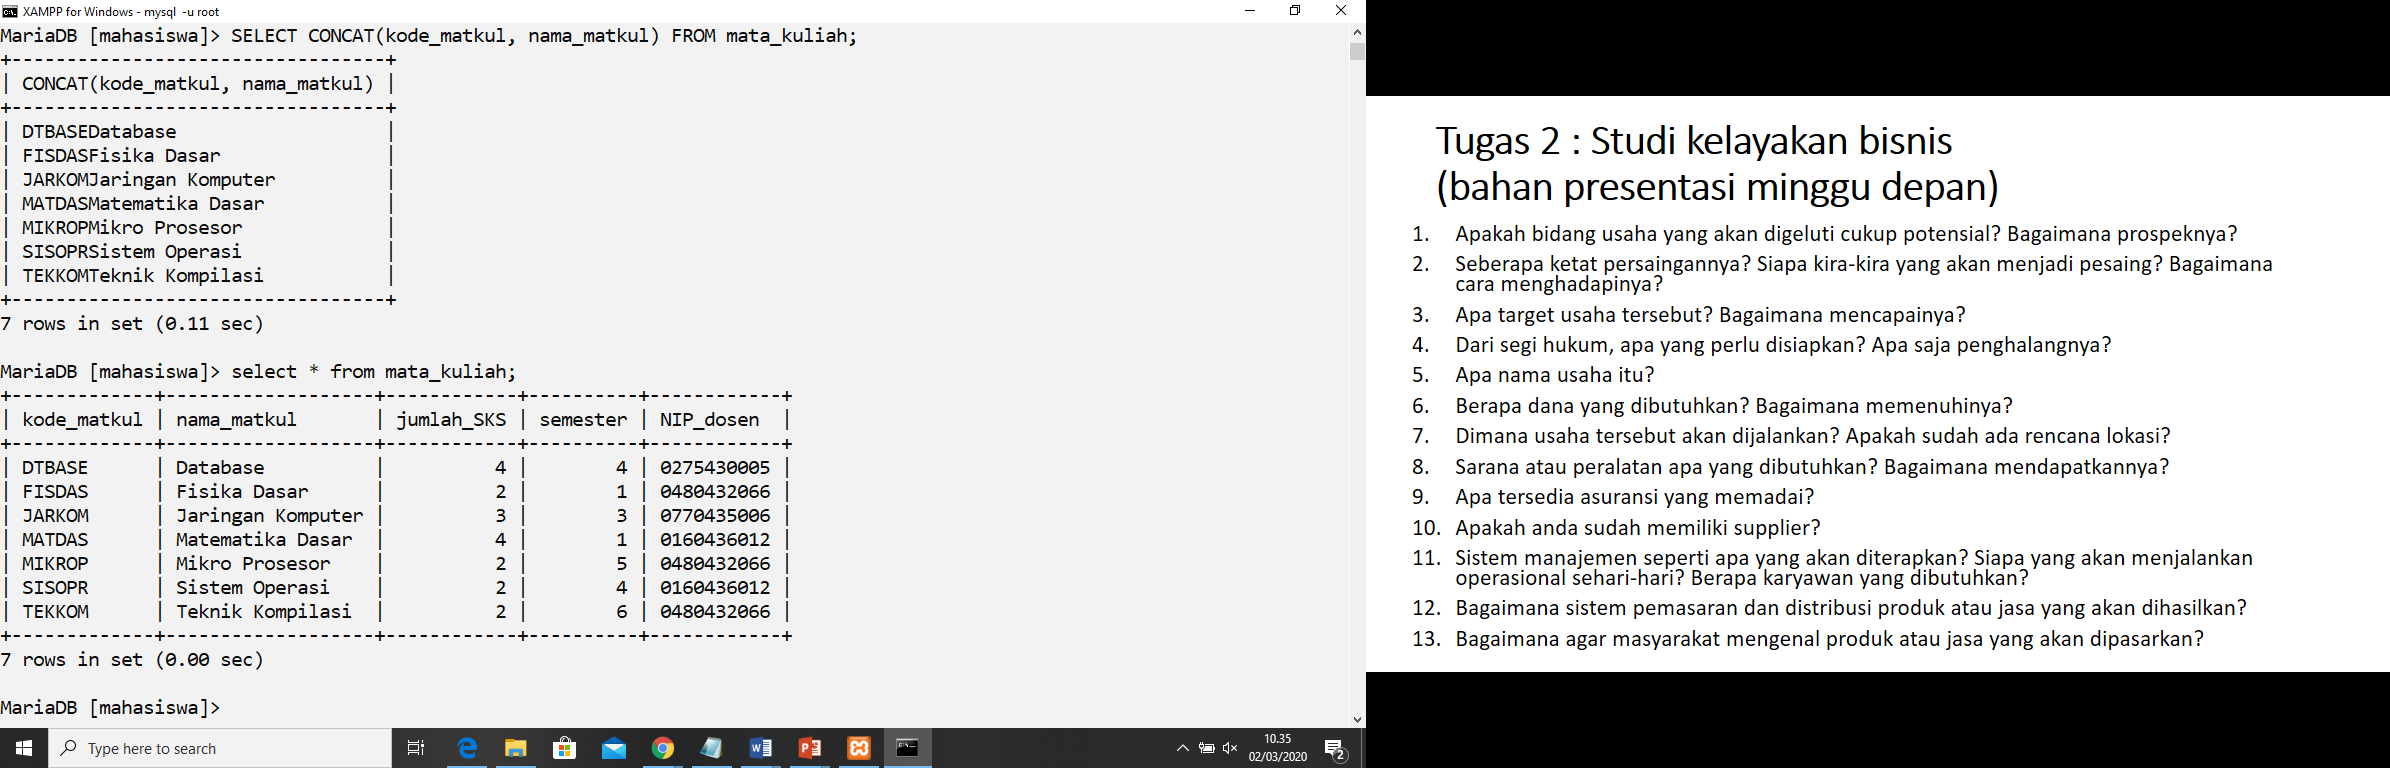 XAMPP for Windows - mysql -u root
MariaDB [mahasiswa]> SELECT CONCAT(kode_matkul, nama_matkul) FROM mata_kuliah;
+----------------------------------+
| CONCAT(kode_matkul, nama_matkul) |
+----------------------------------+
| DTBASEDatabase                   |
| FISDASFisika Dasar               |
| JARKOMJaringan Komputer          |
| MATDASMatematika Dasar           |
| MIKROPMikro Prosesor             |
| SISOPRSistem Operasi             |
| TEKKOMTeknik Kompilasi           |
+----------------------------------+
7 rows in set (0.11 sec)
MariaDB [mahasiswa]> select * from mata_kuliah;
+-------------+-------------------+------------+----------+------------+
| kode_matkul | nama_matkul       | jumlah_SKS | semester | NIP_dosen  |
+-------------+-------------------+------------+----------+------------+
| DTBASE      | Database          |          4 |        4 | 0275430005 |
| FISDAS      | Fisika Dasar      |          2 |        1 | 0480432066 |
| JARKOM      | Jaringan Komputer |          3 |        3 | 0770435006 |
| MATDAS      | Matematika Dasar  |          4 |        1 | 0160436012 |
| MIKROP      | Mikro Prosesor    |          2 |        5 | 0480432066 |
| SISOPR      | Sistem Operasi    |          2 |        4 | 0160436012 |
| TEKKOM      | Teknik Kompilasi  |          2 |        6 | 0480432066 |
+-------------+-------------------+------------+----------+------------+
7 rows in set (0.00 sec)
MariaDB [mahasiswa]>
Type here to search
10.35
02/03/2020
2
Tugas 2 : Studi kelayakan bisnis
(bahan presentasi minggu depan)
1. Apakah bidang usaha yang akan digeluti cukup potensial? Bagaimana prospeknya?
2. Seberapa ketat persaingannya? Siapa kira-kira yang akan menjadi pesaing? Bagaimana
cara menghadapinya?
3. Apa target usaha tersebut? Bagaimana mencapainya?
4. Dari segi hukum, apa yang perlu disiapkan? Apa saja penghalangnya?
5. Apa nama usaha itu?
6. Berapa dana yang dibutuhkan? Bagaimana memenuhinya?
7. Dimana usaha tersebut akan dijalankan? Apakah sudah ada rencana lokasi?
8. Sarana atau peralatan apa yang dibutuhkan? Bagaimana mendapatkannya?
9. Apa tersedia asuransi yang memadai?
10. Apakah anda sudah memiliki supplier?
11. Sistem manajemen seperti apa yang akan diterapkan? Siapa yang akan menjalankan
operasional sehari-hari? Berapa karyawan yang dibutuhkan?
12. Bagaimana sistem pemasaran dan distribusi produk atau jasa yang akan dihasilkan?
13. Bagaimana agar masyarakat mengenal produk atau jasa yang akan dipasarkan?